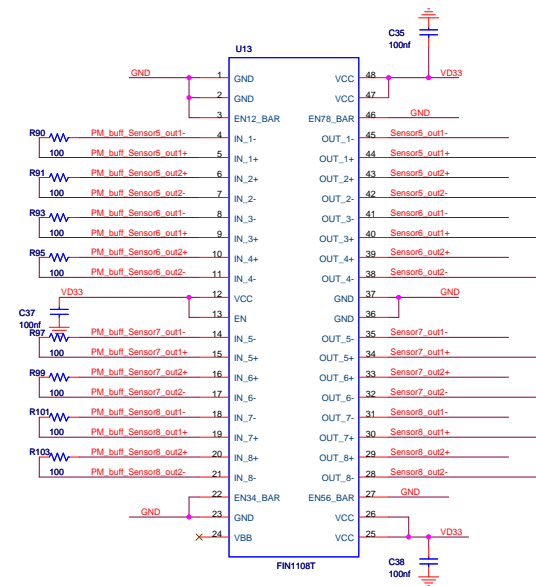 C35
100nf
U13
GND 1 GND VCC 48 VD33
2 GND VCC 47
3 EN12_BAR EN78_BAR 46 GND
R90 PM_buff_Sensor5_out1- 4 IN_1- OUT_1- 45 Sensor5_out1-
100 PM_buff_Sensor5_out1+ 5 IN_1+ OUT_1+ 44 Sensor5_out1+
R91 PM_buff_Sensor5_out2+ 6 IN_2+ OUT_2+ 43 Sensor5_out2+
100 PM_buff_Sensor5_out2- 7 IN_2- OUT_2- 42 Sensor5_out2-
R93 PM_buff_Sensor6_out1- 8 IN_3- OUT_3- 41 Sensor6_out1-
100 PM_buff_Sensor6_out1+ 9 IN_3+ OUT_3+ 40 Sensor6_out1+
R95 PM_buff_Sensor6_out2+ 10 IN_4+ OUT_4+ 39 Sensor6_out2+
100 PM_buff_Sensor6_out2- 11 IN_4- OUT_4- 38 Sensor6_out2-
VD33 12 VCC GND 37 GND
C37 13 EN GND 36
100nf
R97 PM_buff_Sensor7_out1- 14 IN_5- OUT_5- 35 Sensor7_out1-
100 PM_buff_Sensor7_out1+ 15 IN_5+ OUT_5+ 34 Sensor7_out1+
R99 PM_buff_Sensor7_out2+ 16 IN_6+ OUT_6+ 33 Sensor7_out2+
100 PM_buff_Sensor7_out2- 17 IN_6- OUT_6- 32 Sensor7_out2-
R101 PM_buff_Sensor8_out1- 18 IN_7- OUT_7- 31 Sensor8_out1-
100 PM_buff_Sensor8_out1+ 19 IN_7+ OUT_7+ 30 Sensor8_out1+
R103 PM_buff_Sensor8_out2+ 20 IN_8+ OUT_8+ 29 Sensor8_out2+
100 PM_buff_Sensor8_out2- 21 IN_8- OUT_8- 28 Sensor8_out2-
22 EN34_BAR EN56_BAR 27 GND
GND 23 GND VCC 26
24 VBB VCC 25 VD33
FIN1108T
C38
100nf